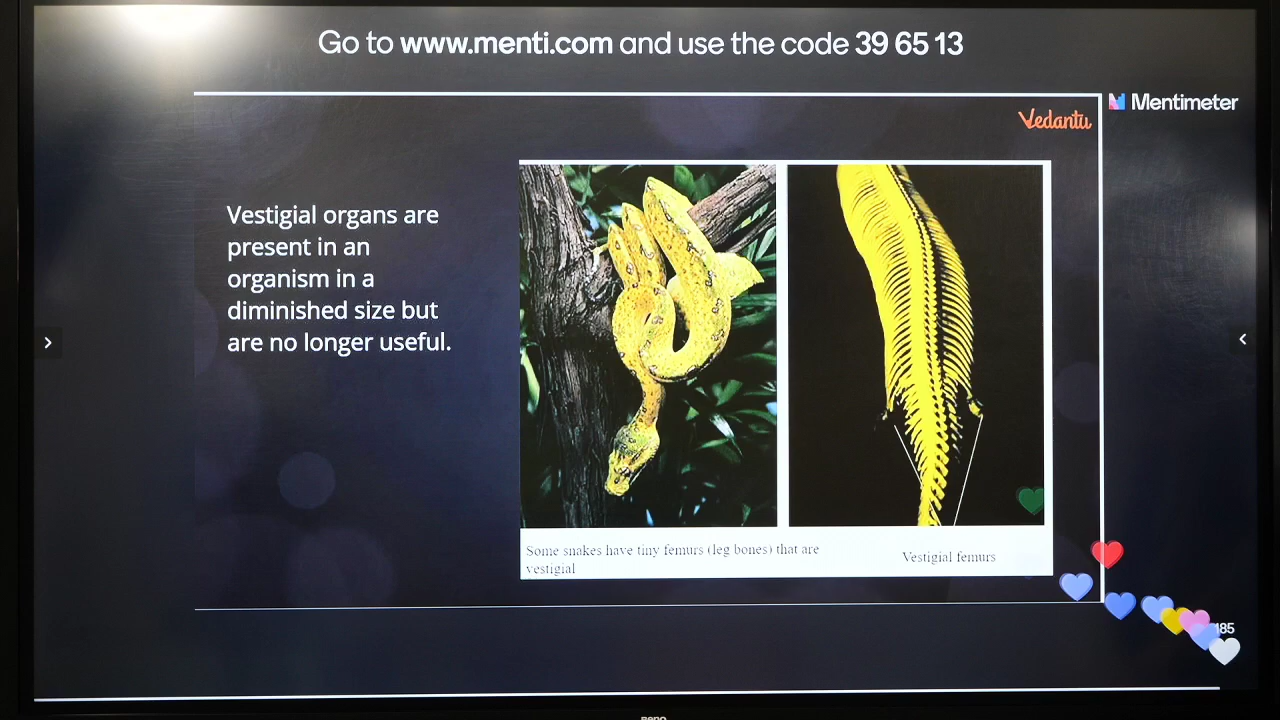 Go to www.menti.com and use the code 39 65 13
Mentimeter
Vedantu
Vestigial organs are
present in an
organism in a
diminished size but
are no longer useful.
Some snakes have tiny femurs (leg bones) that are
vestigial
Vestigial femurs